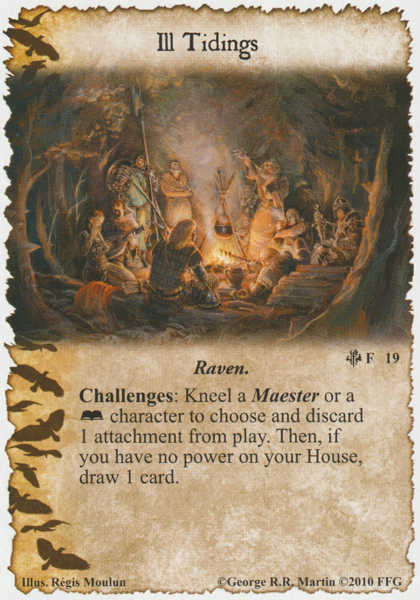 Ill Tidings
F 19
Raven.
Challenges: Kneel a Maester or a
character to choose and discard
1 attachment from play. Then, if
you have no power on your House,
draw 1 card.
Illus. Régis Moulun ©George R.R. Martin ©2010 FFG